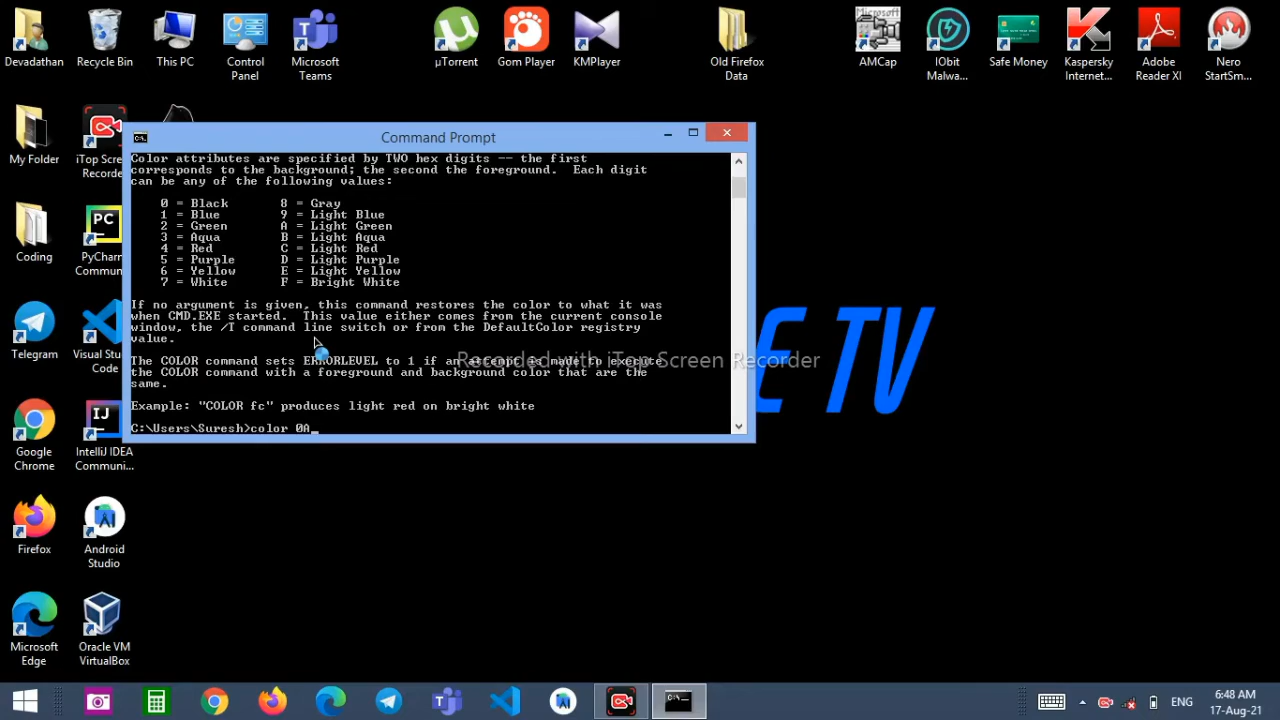 Devadathan
Recycle Bin
This PC
Control
Panel
Microsoft
Teams
µTorrent
Gom Player
KMPlayer
Old Firefox
Data
AMCap
IObit
Malwa...
Safe Money
Kaspersky
Internet...
Adobe
Reader XI
Nero
StartSm...
My Folder
iTop Scre
Recorde
Coding
PyCharm
Commun...
Telegram
Visual Stu
Code
Google
Chrome
IntelliJ IDEA
Communi...
Firefox
Android
Studio
Microsoft
Edge
Oracle VM
VirtualBox
Command Prompt
Color attributes are specified by TWO hex digits -- the first
corresponds to the background; the second the foreground.  Each digit
can be any of the following values:
0 = Black 8 = Gray
1 = Blue 9 = Light Blue
2 = Green A = Light Green
3 = Aqua B = Light Aqua
4 = Red C = Light Red
5 = Purple D = Light Purple
6 = Yellow E = Light Yellow
7 = White F = Bright White
If no argument is given, this command restores the color to what it was
when CMD.EXE started.  This value either comes from the current console
window, the /T command line switch or from the DefaultColor registry
value.
The COLOR command sets ERRORLEVEL to 1 if an attempt is made to execute
the COLOR command with a foreground and background color that are the
same.
Example: "COLOR fc" produces light red on bright white
C:\Users\Suresh>color 0A_
Recorded with iTop Screen Recorder
E TV
PC
IJ
ENG
6:48 AM
17-Aug-21